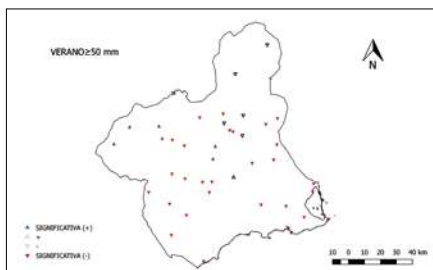 VERANO≥50 mm
N
SIGNIFICATIVA (+)
+
-
SIGNIFICATIVA (-)
10 0 10 20 30 40 km